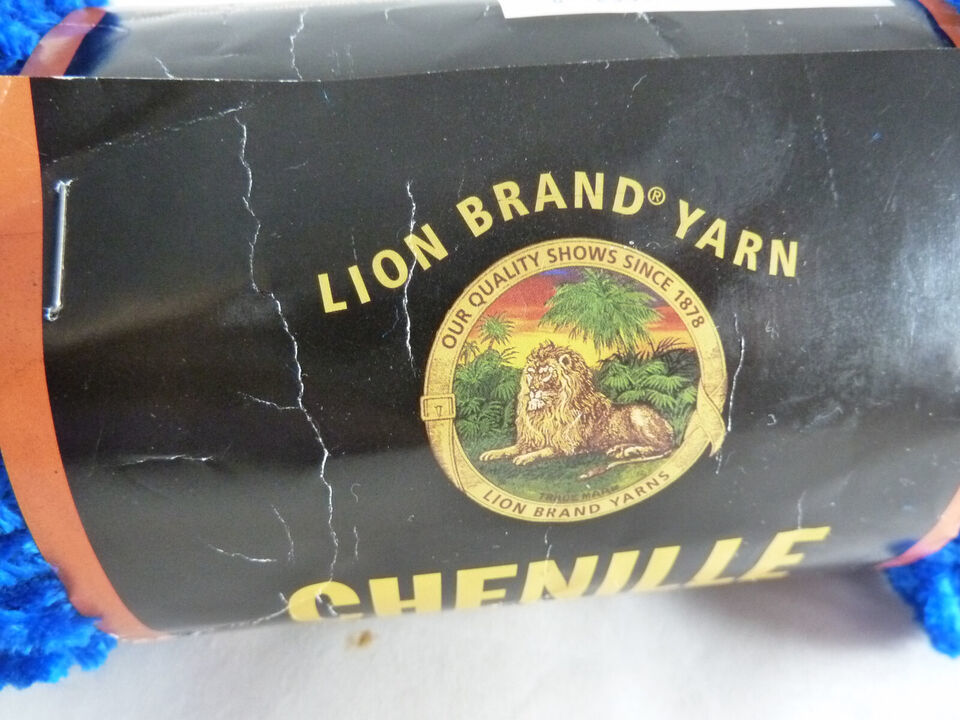 LION BRAND® YARN
OUR QUALITY SHOWS SINCE 1878
TRADE MARK
LION BRAND YARNS
CHENILLE